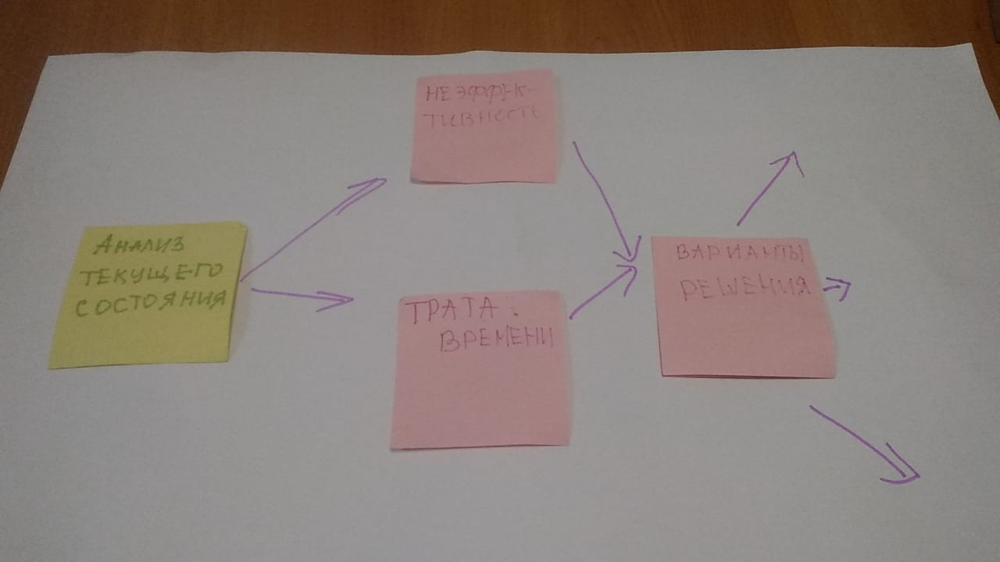 Анализ
текущего
состояния
НЕЭФФЕК-
ТИВНОСТЬ
ТРАТА
ВРЕМЕНИ
ВАРИАНТЫ
РЕШЕНИЯ